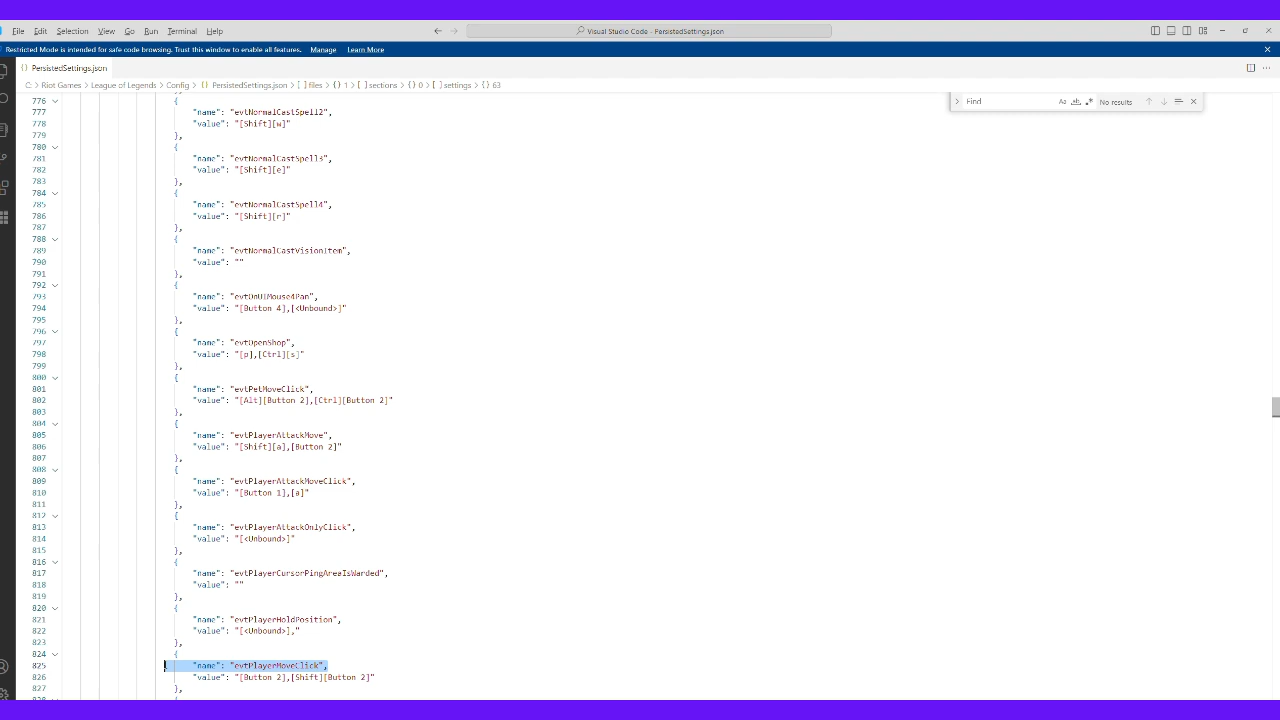 File Edit Selection View Go Run Terminal Help
Visual Studio Code - PersistedSettings.json
Restricted Mode is intended for safe code browsing. Trust this window to enable all features. Manage Learn More
{} PersistedSettings.json
C: > Riot Games > League of Legends > Config > {} PersistedSettings.json > [ ] files > {} 1 > [ ] sections > {} 0 > [ ] settings > {} 63
Find Aa ab .* No results
776 {
777 "name": "evtNormalCastSpell2",
778 "value": "[Shift][w]"
779 },
780 {
781 "name": "evtNormalCastSpell3",
782 "value": "[Shift][e]"
783 },
784 {
785 "name": "evtNormalCastSpell4",
786 "value": "[Shift][r]"
787 },
788 {
789 "name": "evtNormalCastVisionItem",
790 "value": ""
791 },
792 {
793 "name": "evtOnUIMouse4Pan",
794 "value": "[Button 4],[<Unbound>]"
795 },
796 {
797 "name": "evtOpenShop",
798 "value": "[p],[Ctrl][s]"
799 },
800 {
801 "name": "evtPetMoveClick",
802 "value": "[Alt][Button 2],[Ctrl][Button 2]"
803 },
804 {
805 "name": "evtPlayerAttackMove",
806 "value": "[Shift][a],[Button 2]"
807 },
808 {
809 "name": "evtPlayerAttackMoveClick",
810 "value": "[Button 1],[a]"
811 },
812 {
813 "name": "evtPlayerAttackOnlyClick",
814 "value": "[<Unbound>]"
815 },
816 {
817 "name": "evtPlayerCursorPingAreaIsWarded",
818 "value": ""
819 },
820 {
821 "name": "evtPlayerHoldPosition",
822 "value": "[<Unbound>],"
823 },
824 {
825 "name": "evtPlayerMoveClick",
826 "value": "[Button 2],[Shift][Button 2]"
827 },